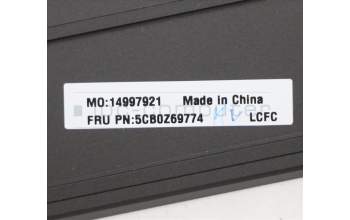 MO:14997921 Made in China
FRU PN:5CB0Z69774 LCFC